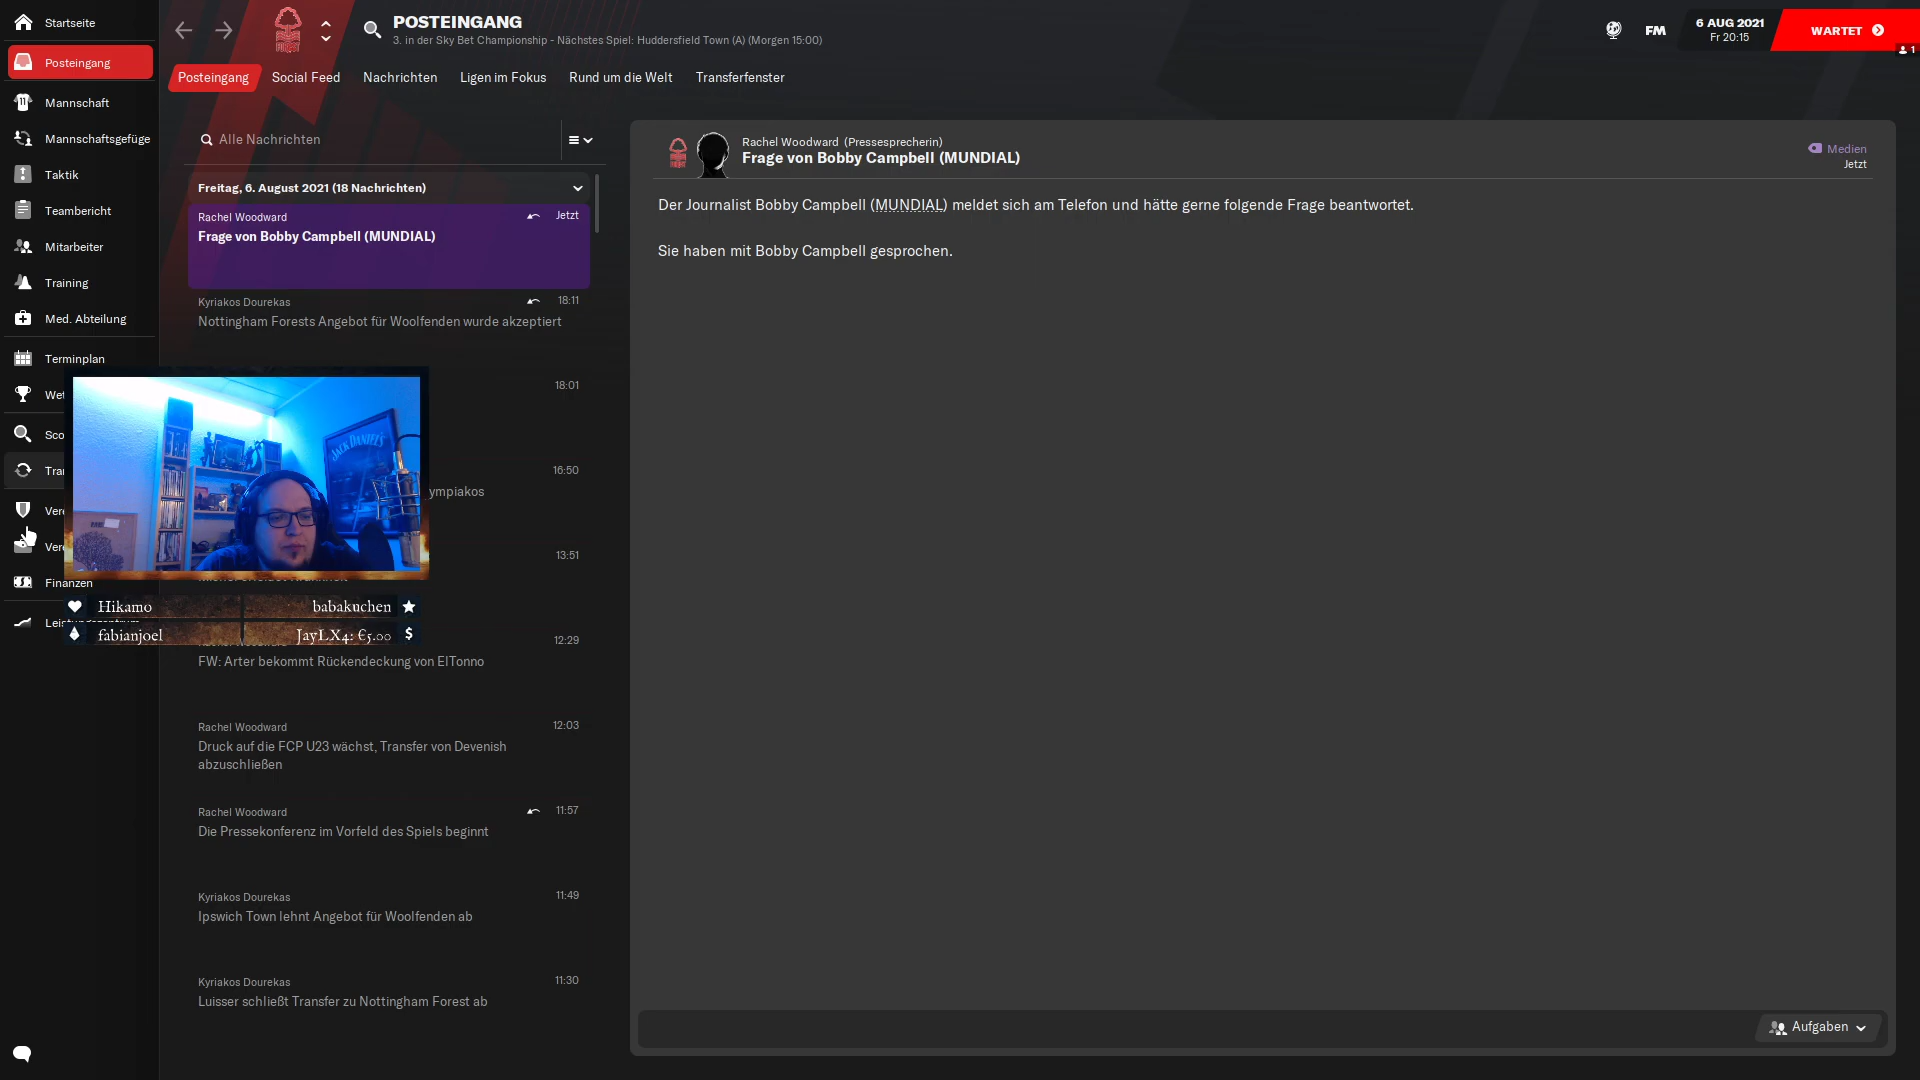 Startseite
Posteingang
Mannschaft
Mannschaftsgefüge
Taktik
Teambericht
Mitarbeiter
Training
Med. Abteilung
Terminplan
Wet
Sco
Tra
Vere
Vere
Finanzen
POSTEINGANG
3. in der Sky Bet Championship - Nächstes Spiel: Huddersfield Town (A) (Morgen 15:00)
FM
6 AUG 2021
Fr 20:15
WARTET
1
Posteingang Social Feed Nachrichten Ligen im Fokus Rund um die Welt Transferfenster
Alle Nachrichten
Freitag, 6. August 2021 (18 Nachrichten)
Rachel Woodward Jetzt
Frage von Bobby Campbell (MUNDIAL)
Kyriakos Dourekas 18:11
Nottingham Forests Angebot für Woolfenden wurde akzeptiert
18:01
16:50
ympiakos
13:51
JACK DANIEL'S
Hikamo babakuchen
fabianjoel JayLX4: €5.00
12:29
FW: Arter bekommt Rückendeckung von ElTonno
Rachel Woodward 12:03
Druck auf die FCP U23 wächst, Transfer von Devenish
abzuschließen
Rachel Woodward 11:57
Die Pressekonferenz im Vorfeld des Spiels beginnt
Kyriakos Dourekas 11:49
Ipswich Town lehnt Angebot für Woolfenden ab
Kyriakos Dourekas 11:30
Luisser schließt Transfer zu Nottingham Forest ab
Rachel Woodward (Pressesprecherin)
Frage von Bobby Campbell (MUNDIAL)
Medien
Jetzt
Der Journalist Bobby Campbell (MUNDIAL) meldet sich am Telefon und hätte gerne folgende Frage beantwortet.
Sie haben mit Bobby Campbell gesprochen.
Aufgaben